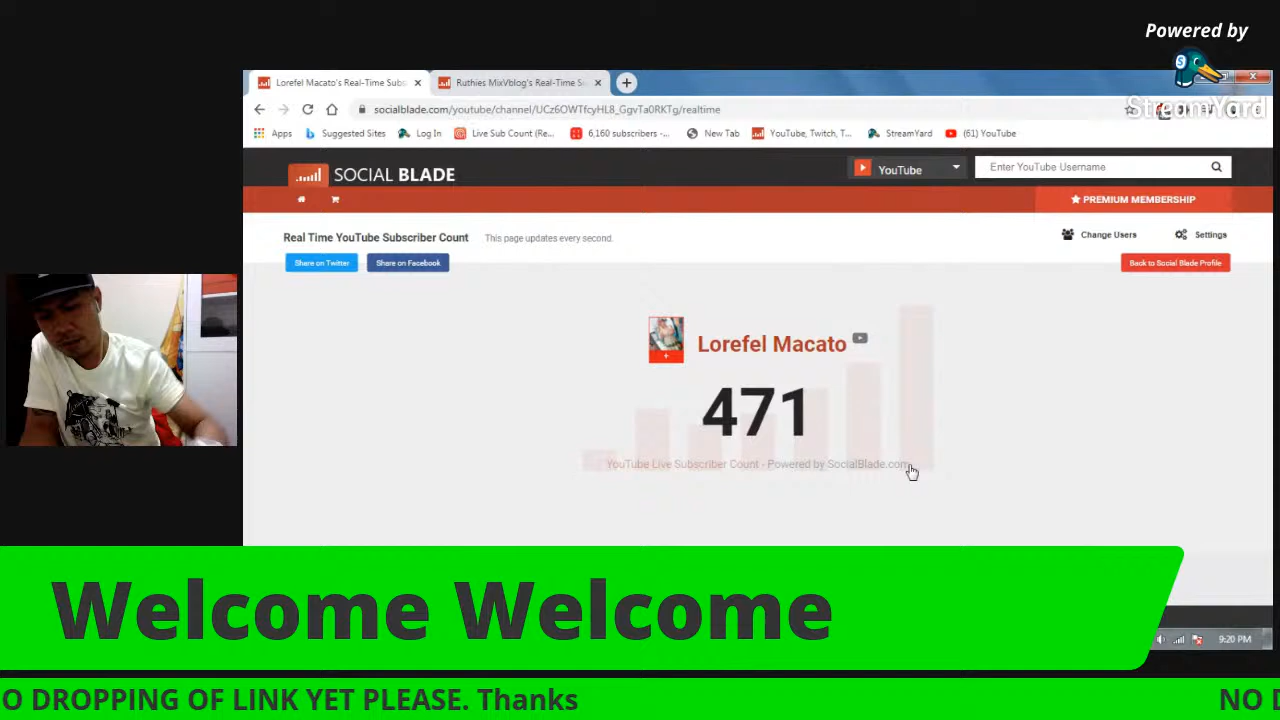 Powered by
StreamYard
Lorefel Macato's Real-Time Subs
Ruthies MixVblog's Real-Time S
socialblade.com/youtube/channel/UCz6OWTfcyHL8_GgvTa0RKTg/realtime
Apps
Suggested Sites
Log In
Live Sub Count (Re...
6,160 subscribers -...
New Tab
YouTube, Twitch, T...
StreamYard
(61) YouTube
SOCIAL BLADE
YouTube
Enter YouTube Username
PREMIUM MEMBERSHIP
Real Time YouTube Subscriber Count
This page updates every second.
Change Users
Settings
Share on Twitter
Share on Facebook
Back to Social Blade Profile
Lorefel Macato
471
YouTube Live Subscriber Count - Powered by SocialBlade.com
Welcome Welcome
9:20 PM
O DROPPING OF LINK YET PLEASE. Thanks
NO D